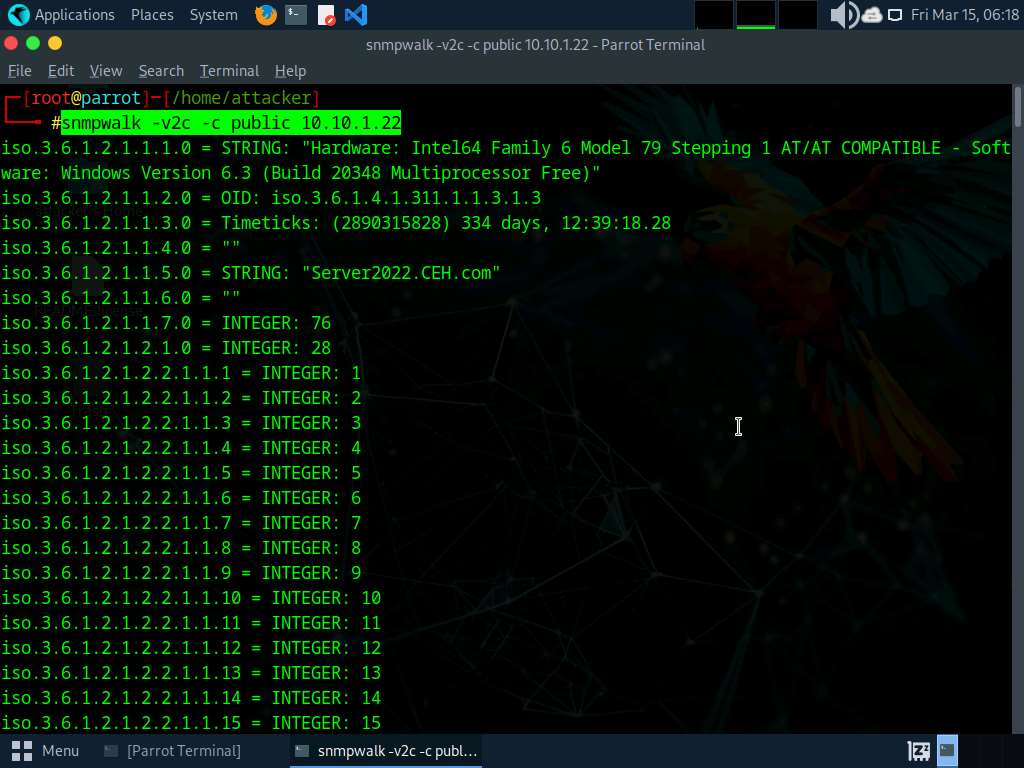 Applications Places System Fri Mar 15, 06:18
snmpwalk -v2c -c public 10.10.1.22 - Parrot Terminal
File Edit View Search Terminal Help
[root@parrot]─[/home/attacker]
#snmpwalk -v2c -c public 10.10.1.22
iso.3.6.1.2.1.1.1.0 = STRING: "Hardware: Intel64 Family 6 Model 79 Stepping 1 AT/AT COMPATIBLE - Soft
ware: Windows Version 6.3 (Build 20348 Multiprocessor Free)"
iso.3.6.1.2.1.1.2.0 = OID: iso.3.6.1.4.1.311.1.1.3.1.3
iso.3.6.1.2.1.1.3.0 = Timeticks: (2890315828) 334 days, 12:39:18.28
iso.3.6.1.2.1.1.4.0 = ""
iso.3.6.1.2.1.1.5.0 = STRING: "Server2022.CEH.com"
iso.3.6.1.2.1.1.6.0 = ""
iso.3.6.1.2.1.1.7.0 = INTEGER: 76
iso.3.6.1.2.1.2.1.0 = INTEGER: 28
iso.3.6.1.2.1.2.2.1.1.1 = INTEGER: 1
iso.3.6.1.2.1.2.2.1.1.2 = INTEGER: 2
iso.3.6.1.2.1.2.2.1.1.3 = INTEGER: 3
iso.3.6.1.2.1.2.2.1.1.4 = INTEGER: 4
iso.3.6.1.2.1.2.2.1.1.5 = INTEGER: 5
iso.3.6.1.2.1.2.2.1.1.6 = INTEGER: 6
iso.3.6.1.2.1.2.2.1.1.7 = INTEGER: 7
iso.3.6.1.2.1.2.2.1.1.8 = INTEGER: 8
iso.3.6.1.2.1.2.2.1.1.9 = INTEGER: 9
iso.3.6.1.2.1.2.2.1.1.10 = INTEGER: 10
iso.3.6.1.2.1.2.2.1.1.11 = INTEGER: 11
iso.3.6.1.2.1.2.2.1.1.12 = INTEGER: 12
iso.3.6.1.2.1.2.2.1.1.13 = INTEGER: 13
iso.3.6.1.2.1.2.2.1.1.14 = INTEGER: 14
iso.3.6.1.2.1.2.2.1.1.15 = INTEGER: 15
Menu [Parrot Terminal] snmpwalk -v2c -c publ...